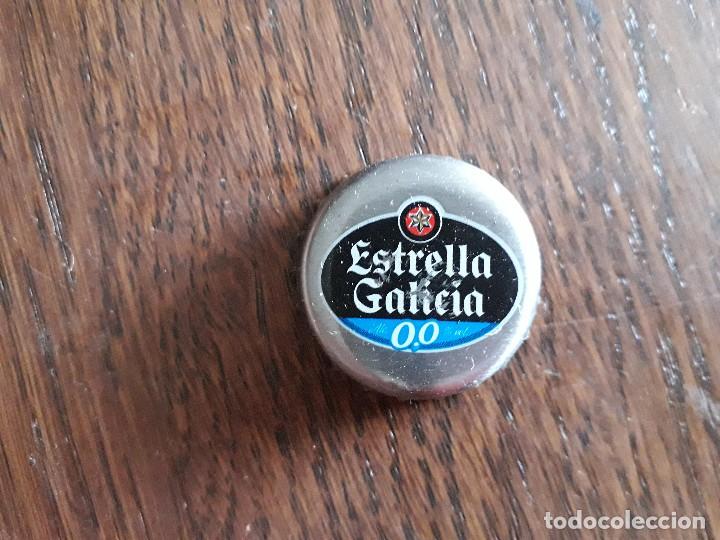 Estrella
Galicia
0,0
todocoleccion